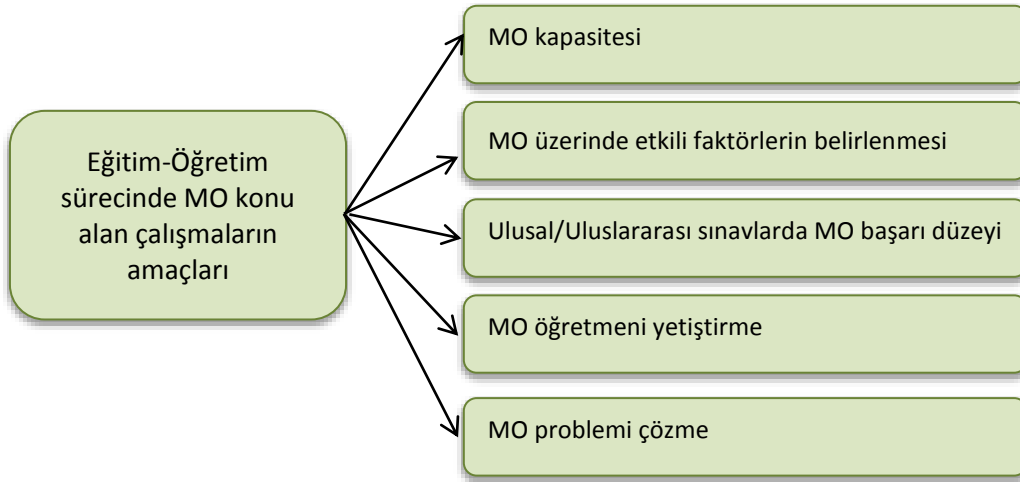 Eğitim-Öğretim
sürecinde MO konu
alan çalışmaların
amaçları
MO kapasitesi
MO üzerinde etkili faktörlerin belirlenmesi
Ulusal/Uluslararası sınavlarda MO başarı düzeyi
MO öğretmeni yetiştirme
MO problemi çözme